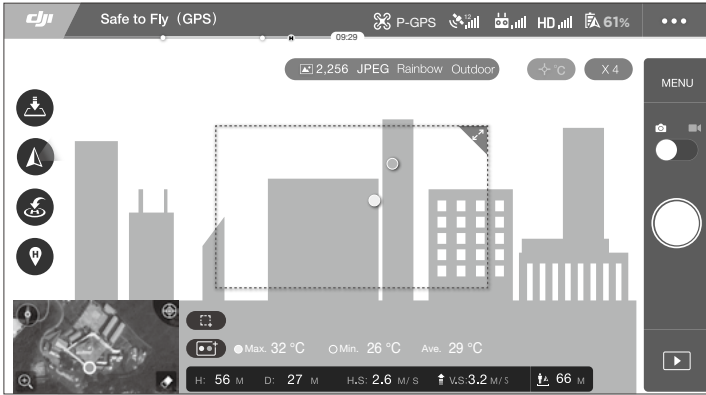 dji Safe to Fly (GPS) P-GPS 12 HD 61%
H 09:29
2,256 JPEG Rainbow Outdoor °C X 4
MENU
H
H
Max. 32 °C Min. 26 °C Ave. 29 °C
H: 56 M D: 27 M H.S: 2.6 M/S V.S:3.2 M/S 66 M